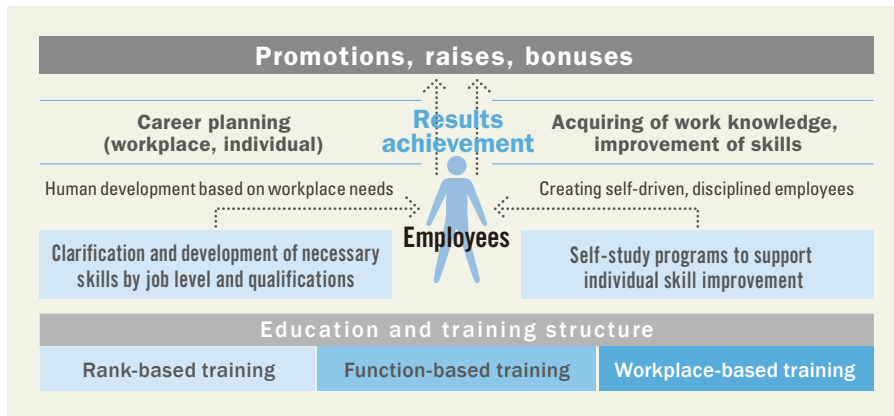 Promotions, raises, bonuses
Career planning
(workplace, individual)
Results
achievement
Acquiring of work knowledge,
improvement of skills
Human development based on workplace needs
Creating self-driven, disciplined employees
Employees
Clarification and development of necessary
skills by job level and qualifications
Self-study programs to support
individual skill improvement
Education and training structure
Rank-based training
Function-based training
Workplace-based training